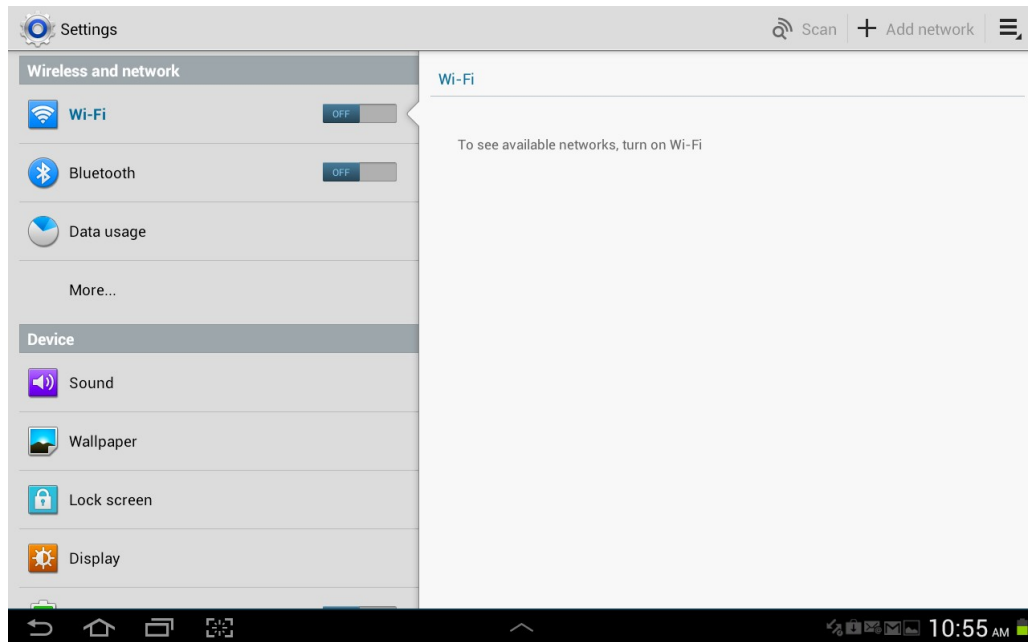 Settings
Scan
Add network
Wireless and network
Wi-Fi
OFF
Bluetooth
OFF
Data usage
More...
Device
Sound
Wallpaper
Lock screen
Display
Wi-Fi
To see available networks, turn on Wi-Fi
10:55 AM